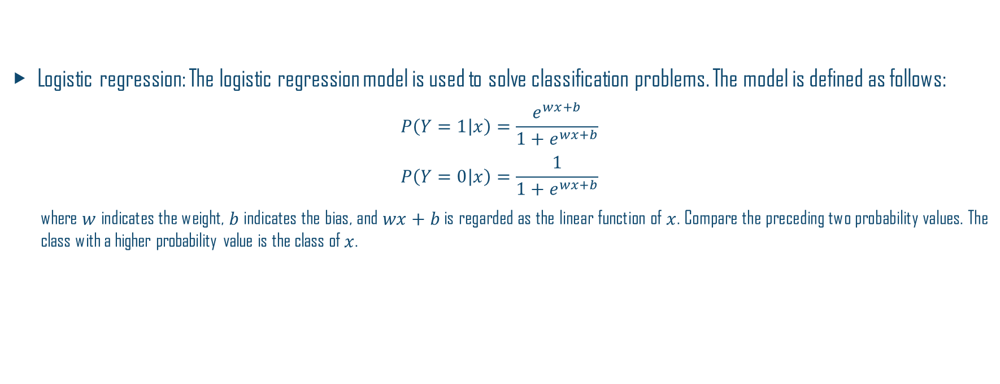 ▶ Logistic regression: The logistic regression model is used to solve classification problems. The model is defined as follows:
P(Y = 1|x) = e^{wx+b} / (1 + e^{wx+b})
P(Y = 0|x) = 1 / (1 + e^{wx+b})
where w indicates the weight, b indicates the bias, and wx + b is regarded as the linear function of x. Compare the preceding two probability values. The
class with a higher probability value is the class of x.